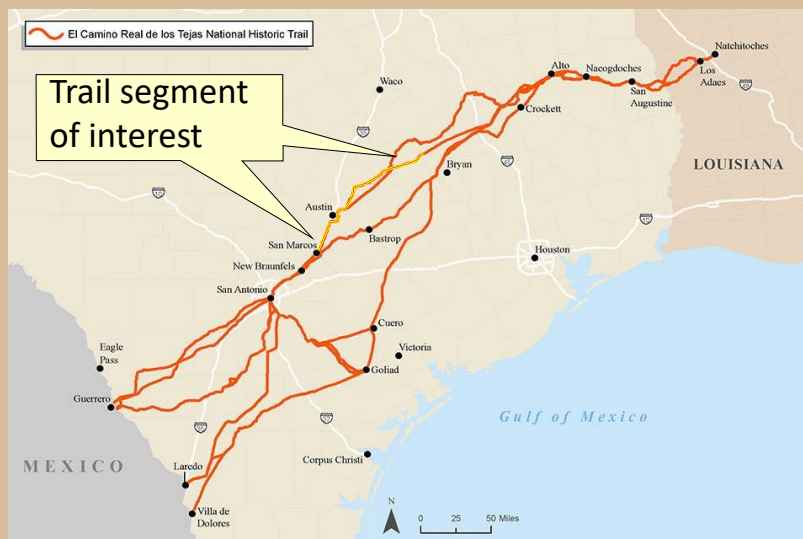 El Camino Real de los Tejas National Historic Trail
Trail segment
of interest
Waco
Alto
Nacogdoches
Natchitoches
Los
Adaes
San
Augustine
Crockett
Bryan
LOUISIANA
Austin
San Marcos
Bastrop
New Braunfels
Houston
San Antonio
Cuero
Victoria
Eagle
Pass
Goliad
Guerrero
Gulf of Mexico
MEXICO
Corpus Christi
Laredo
Villa de
Dolores
N
0 25 50 Miles